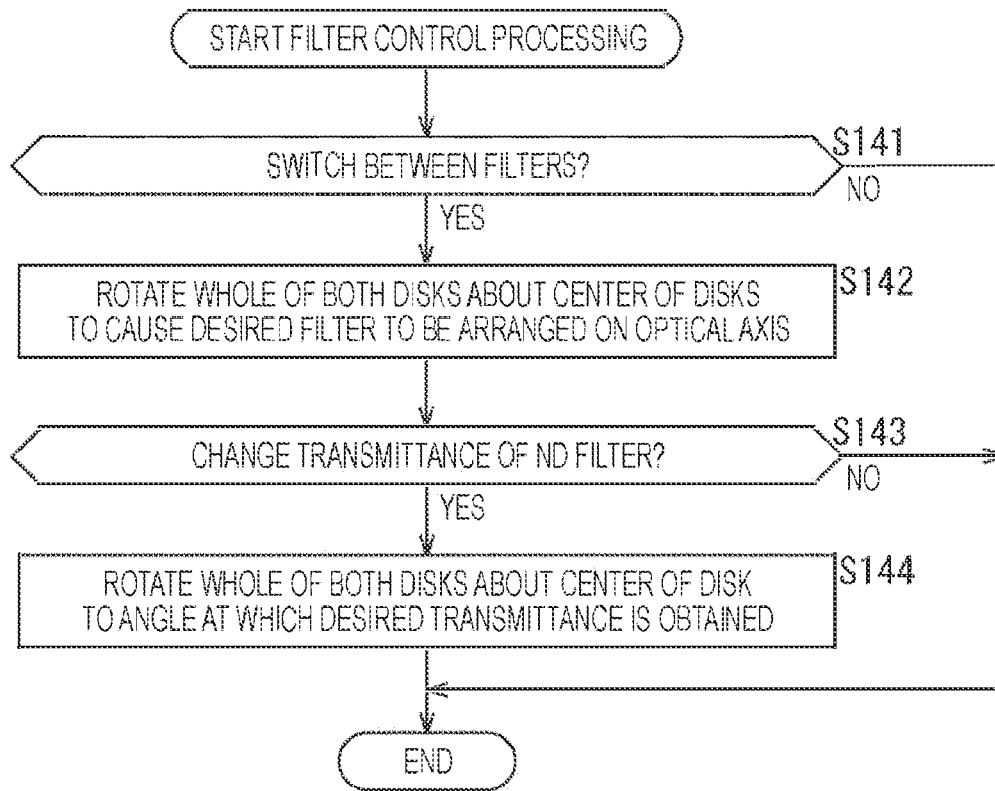 START FILTER CONTROL PROCESSING
SWITCH BETWEEN FILTERS?
S141
NO
YES
ROTATE WHOLE OF BOTH DISKS ABOUT CENTER OF DISKS
TO CAUSE DESIRED FILTER TO BE ARRANGED ON OPTICAL AXIS
S142
CHANGE TRANSMITTANCE OF ND FILTER?
S143
NO
YES
ROTATE WHOLE OF BOTH DISKS ABOUT CENTER OF DISK
TO ANGLE AT WHICH DESIRED TRANSMITTANCE IS OBTAINED
S144
END